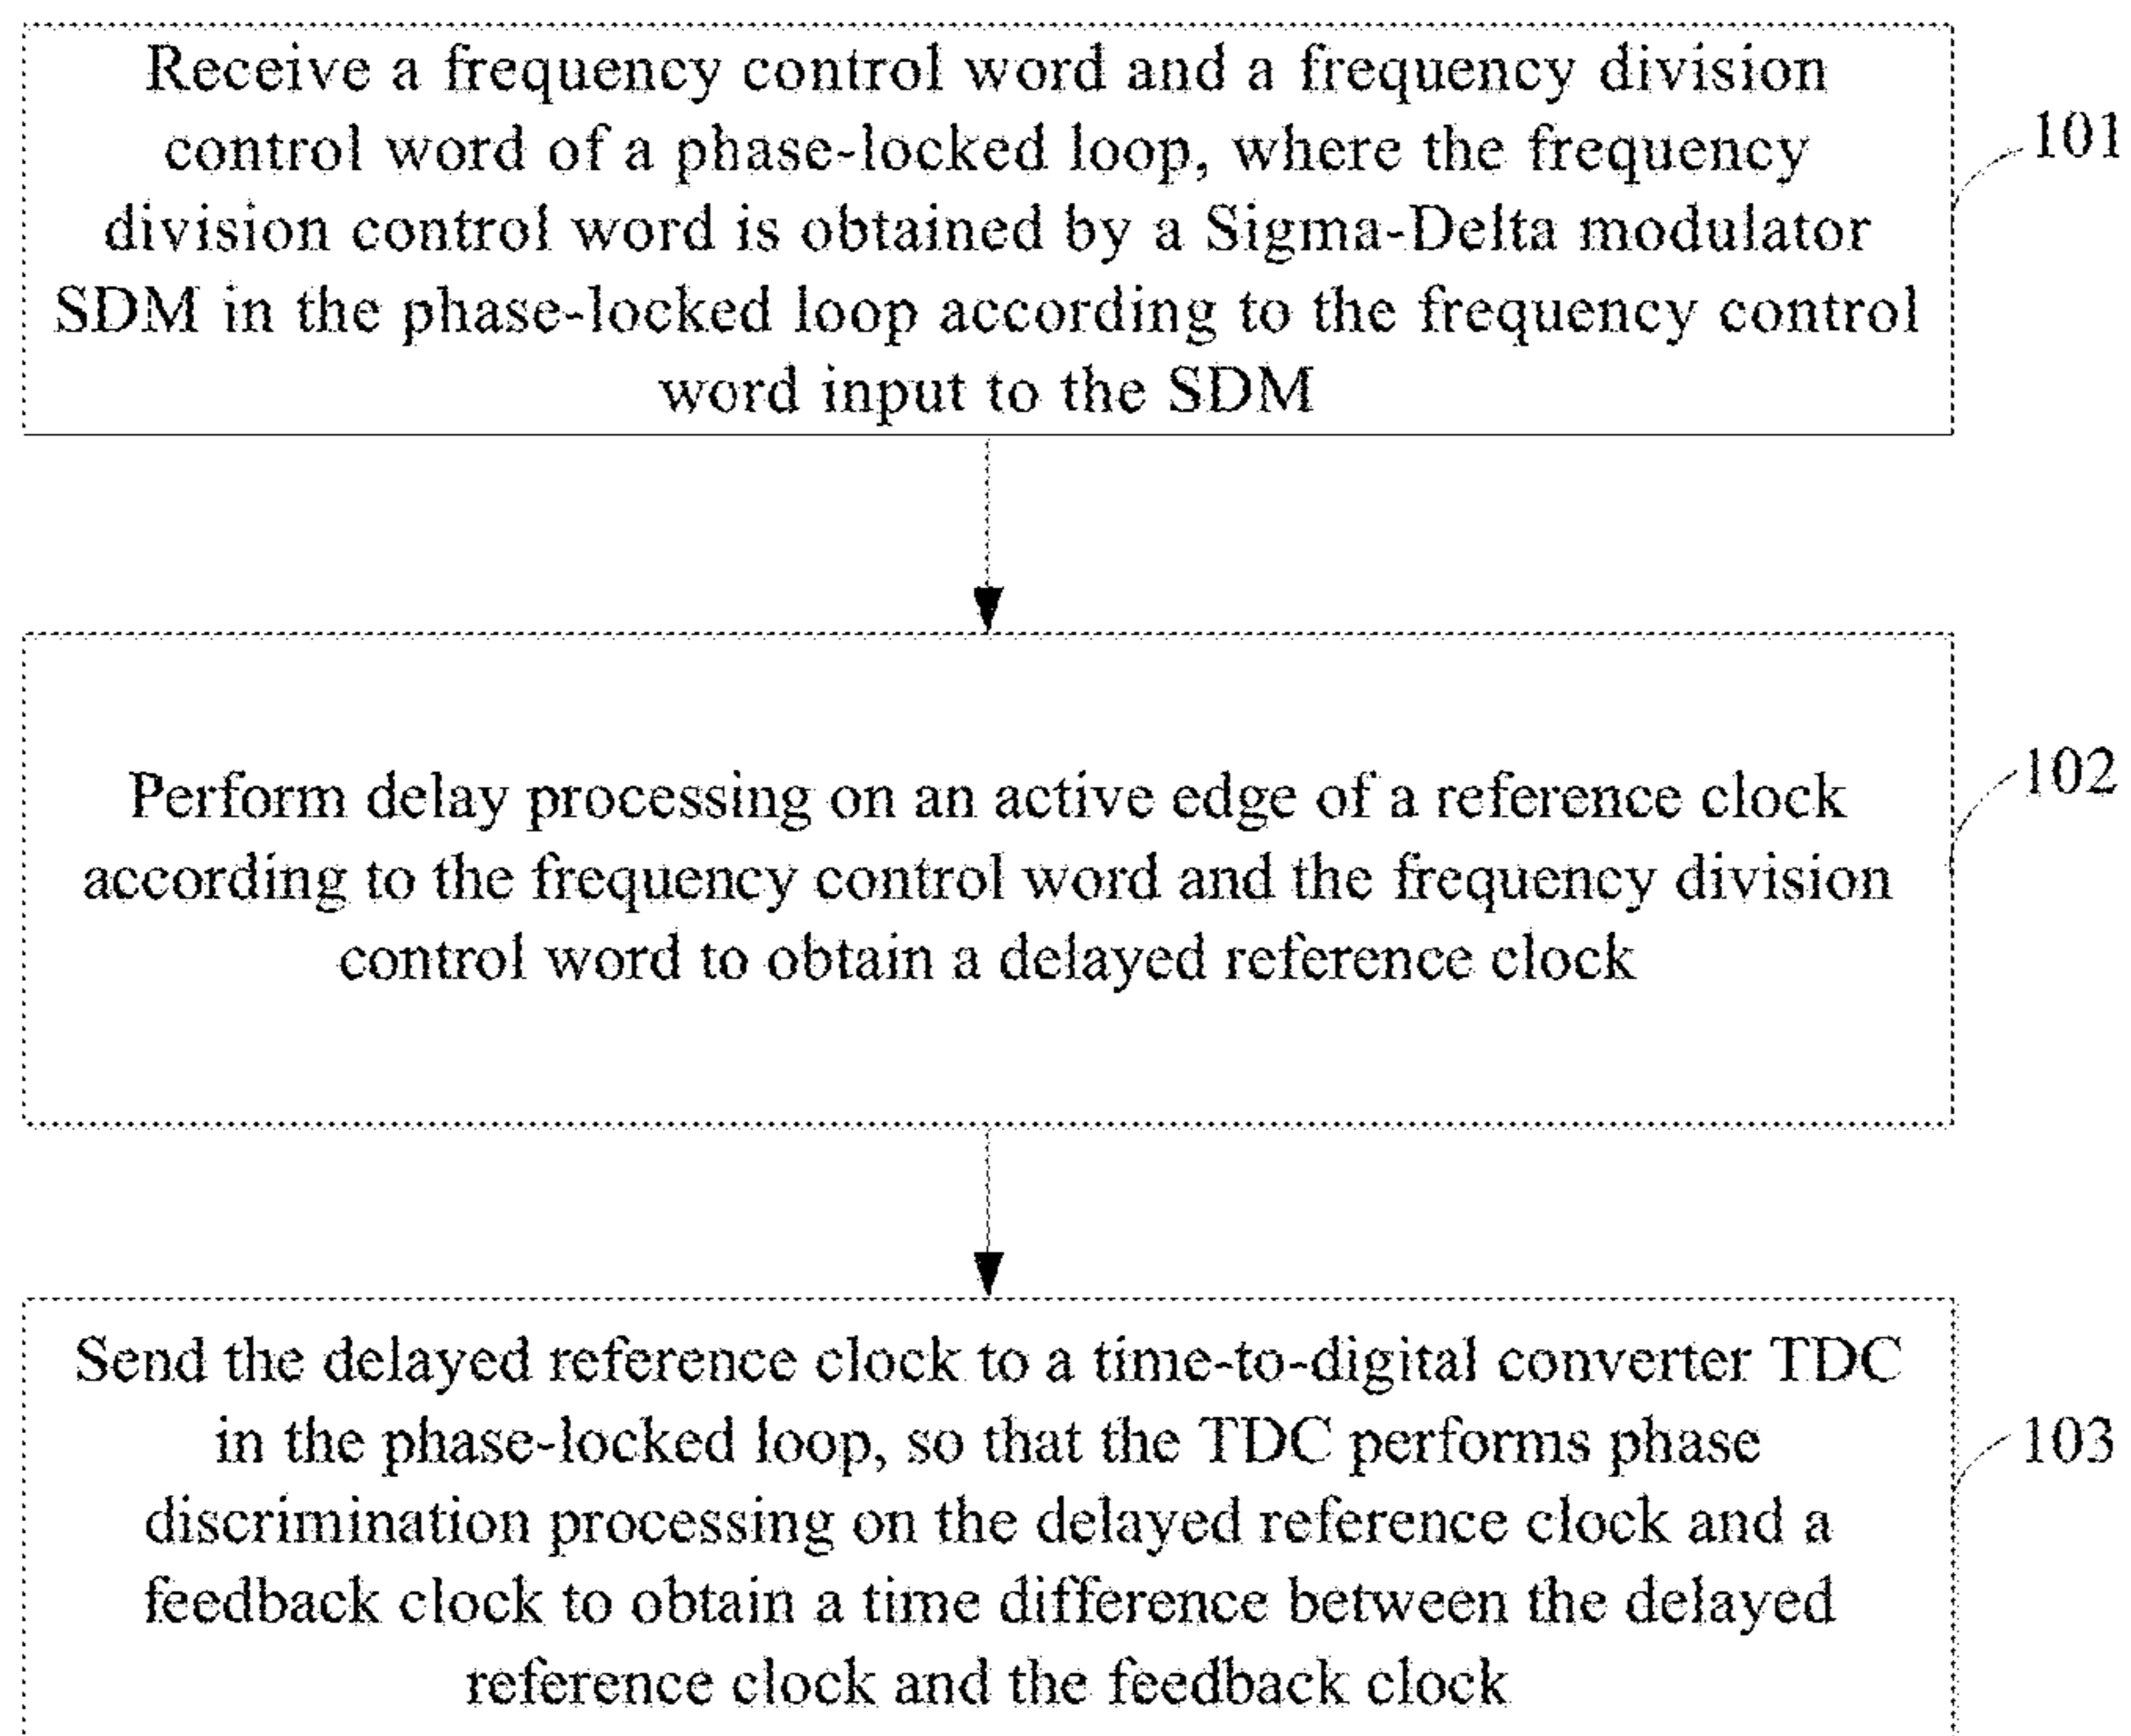 Receive a frequency control word and a frequency division
control word of a phase-locked loop, where the frequency
division control word is obtained by a Sigma-Delta modulator
SDM in the phase-locked loop according to the frequency control
word input to the SDM
101
Perform delay processing on an active edge of a reference clock
according to the frequency control word and the frequency division
control word to obtain a delayed reference clock
102
Send the delayed reference clock to a time-to-digital converter TDC
in the phase-locked loop, so that the TDC performs phase
discrimination processing on the delayed reference clock and a
feedback clock to obtain a time difference between the delayed
reference clock and the feedback clock
103